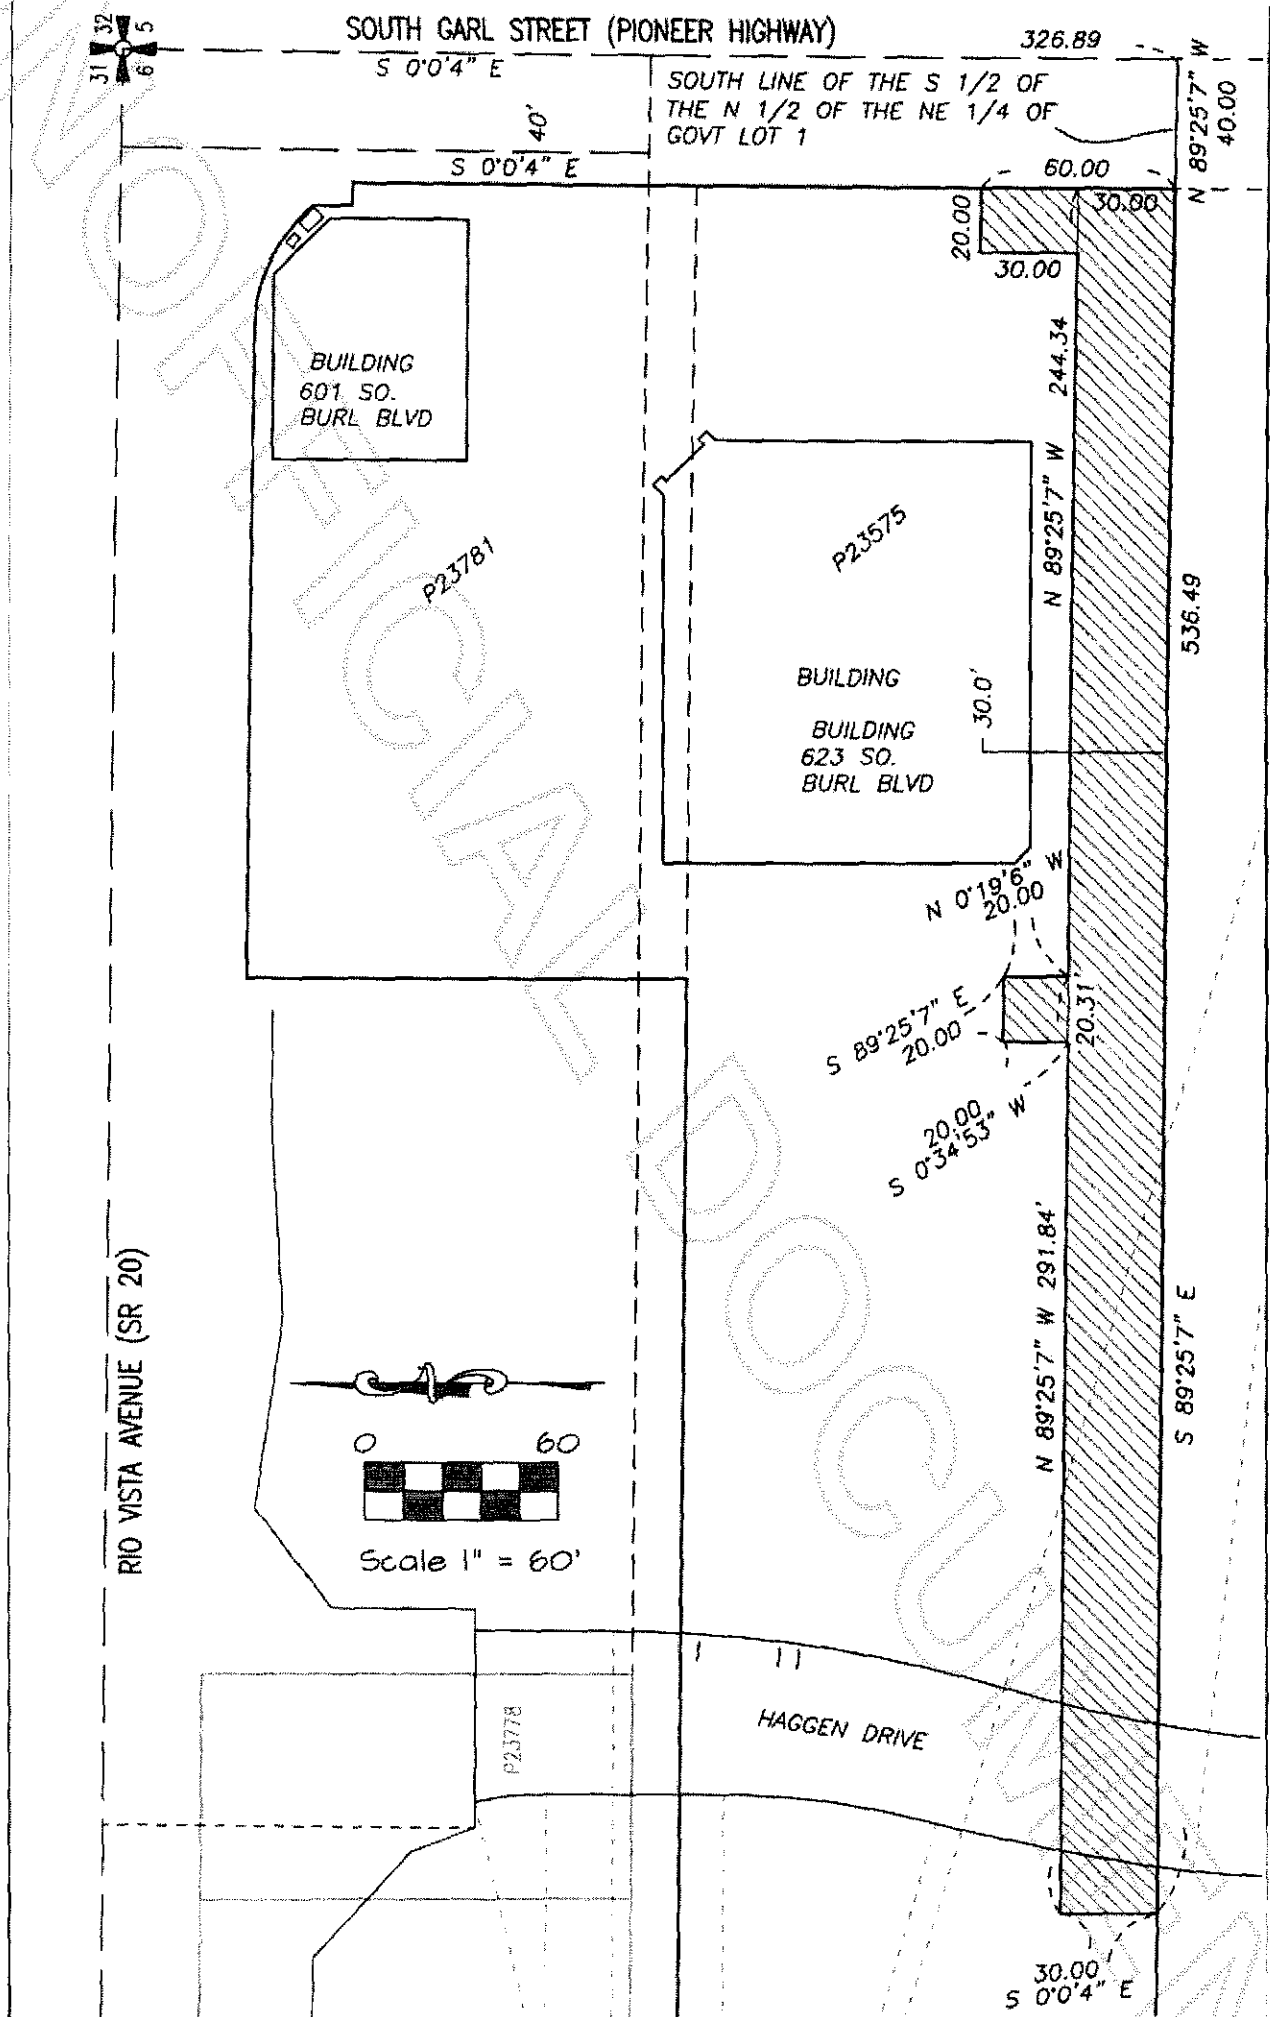 SOUTH GARL STREET (PIONEER HIGHWAY)
32
5
31
6
S 0°0'4" E
326.89
N 89°25'7" W
40.00
SOUTH LINE OF THE S 1/2 OF
THE N 1/2 OF THE NE 1/4 OF
GOVT LOT 1
40'
S 0°0'4" E
60.00
30.00
20.00
30.00
BUILDING
601 SO.
BURL BLVD
244.34
N 89°25'7" W
P23781
P23575
536.49
BUILDING
30.0'
BUILDING
623 SO.
BURL BLVD
N 0°19'6" W
20.00
S 89°25'7" E
20.00
20.31'
20.00
S 0°34'53" W
N 89°25'7" W 291.84'
S 89°25'7" E
RIO VISTA AVENUE (SR 20)
0 60
Scale 1" = 60'
P23778
HAGGEN DRIVE
30.00
S 0°0'4" E
OFFICIAL DOCUME